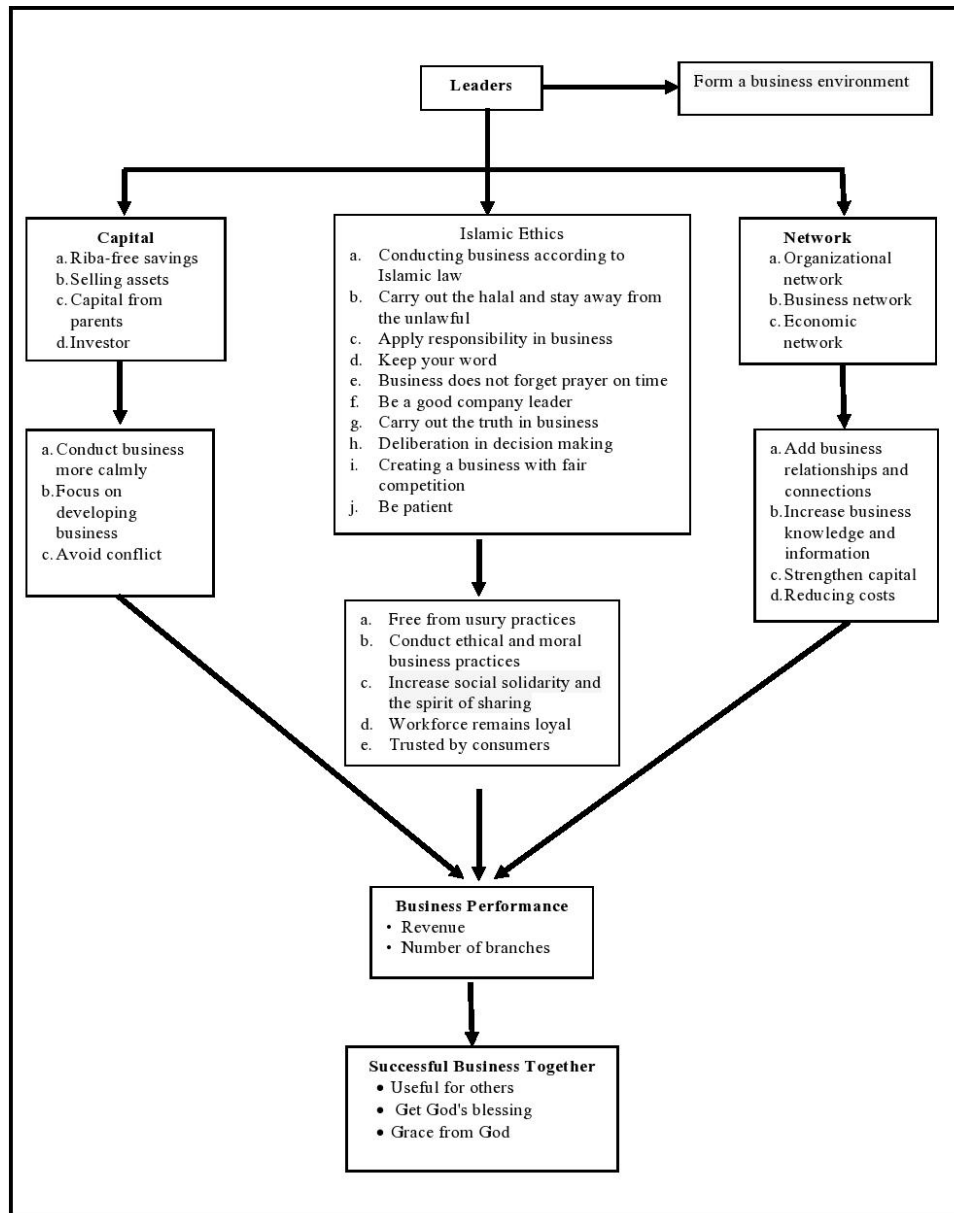 Leaders
Form a business environment
Capital
a. Riba-free savings
b. Selling assets
c. Capital from
parents
d. Investor
Islamic Ethics
a. Conducting business according to
Islamic law
b. Carry out the halal and stay away from
the unlawful
c. Apply responsibility in business
d. Keep your word
e. Business does not forget prayer on time
f. Be a good company leader
g. Carry out the truth in business
h. Deliberation in decision making
i. Creating a business with fair
competition
j. Be patient
Network
a. Organizational
network
b. Business network
c. Economic
network
a. Conduct business
more calmly
b. Focus on
developing
business
c. Avoid conflict
a. Free from usury practices
b. Conduct ethical and moral
business practices
c. Increase social solidarity and
the spirit of sharing
d. Workforce remains loyal
e. Trusted by consumers
a. Add business
relationships and
connections
b. Increase business
knowledge and
information
c. Strengthen capital
d. Reducing costs
Business Performance
• Revenue
• Number of branches
Successful Business Together
• Useful for others
• Get God's blessing
• Grace from God